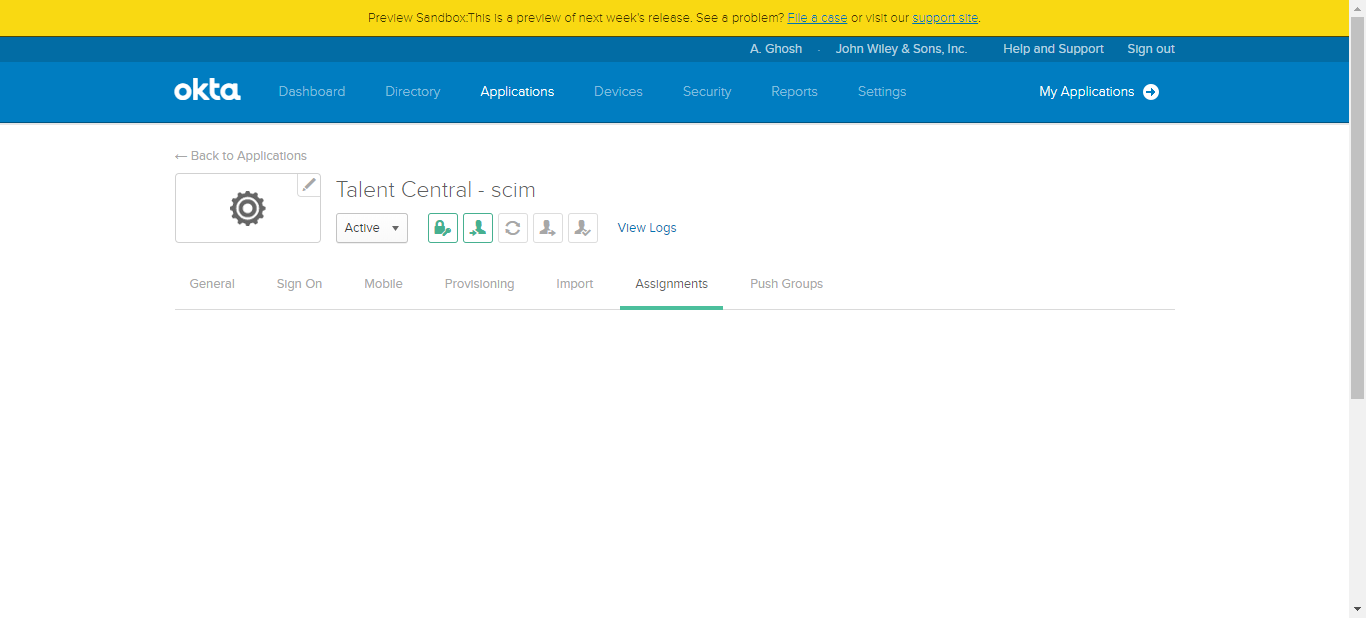 Preview Sandbox:This is a preview of next week's release. See a problem? File a case or visit our support site.
A. Ghosh · John Wiley & Sons, Inc. Help and Support Sign out
okta Dashboard Directory Applications Devices Security Reports Settings My Applications
← Back to Applications
Talent Central - scim
Active View Logs
General Sign On Mobile Provisioning Import Assignments Push Groups